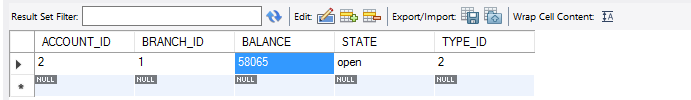 Result Set Filter: Edit: Export/Import: Wrap Cell Content: IA
ACCOUNT_ID BRANCH_ID BALANCE STATE TYPE_ID
2 1 58065 open 2
NULL NULL NULL NULL NULL